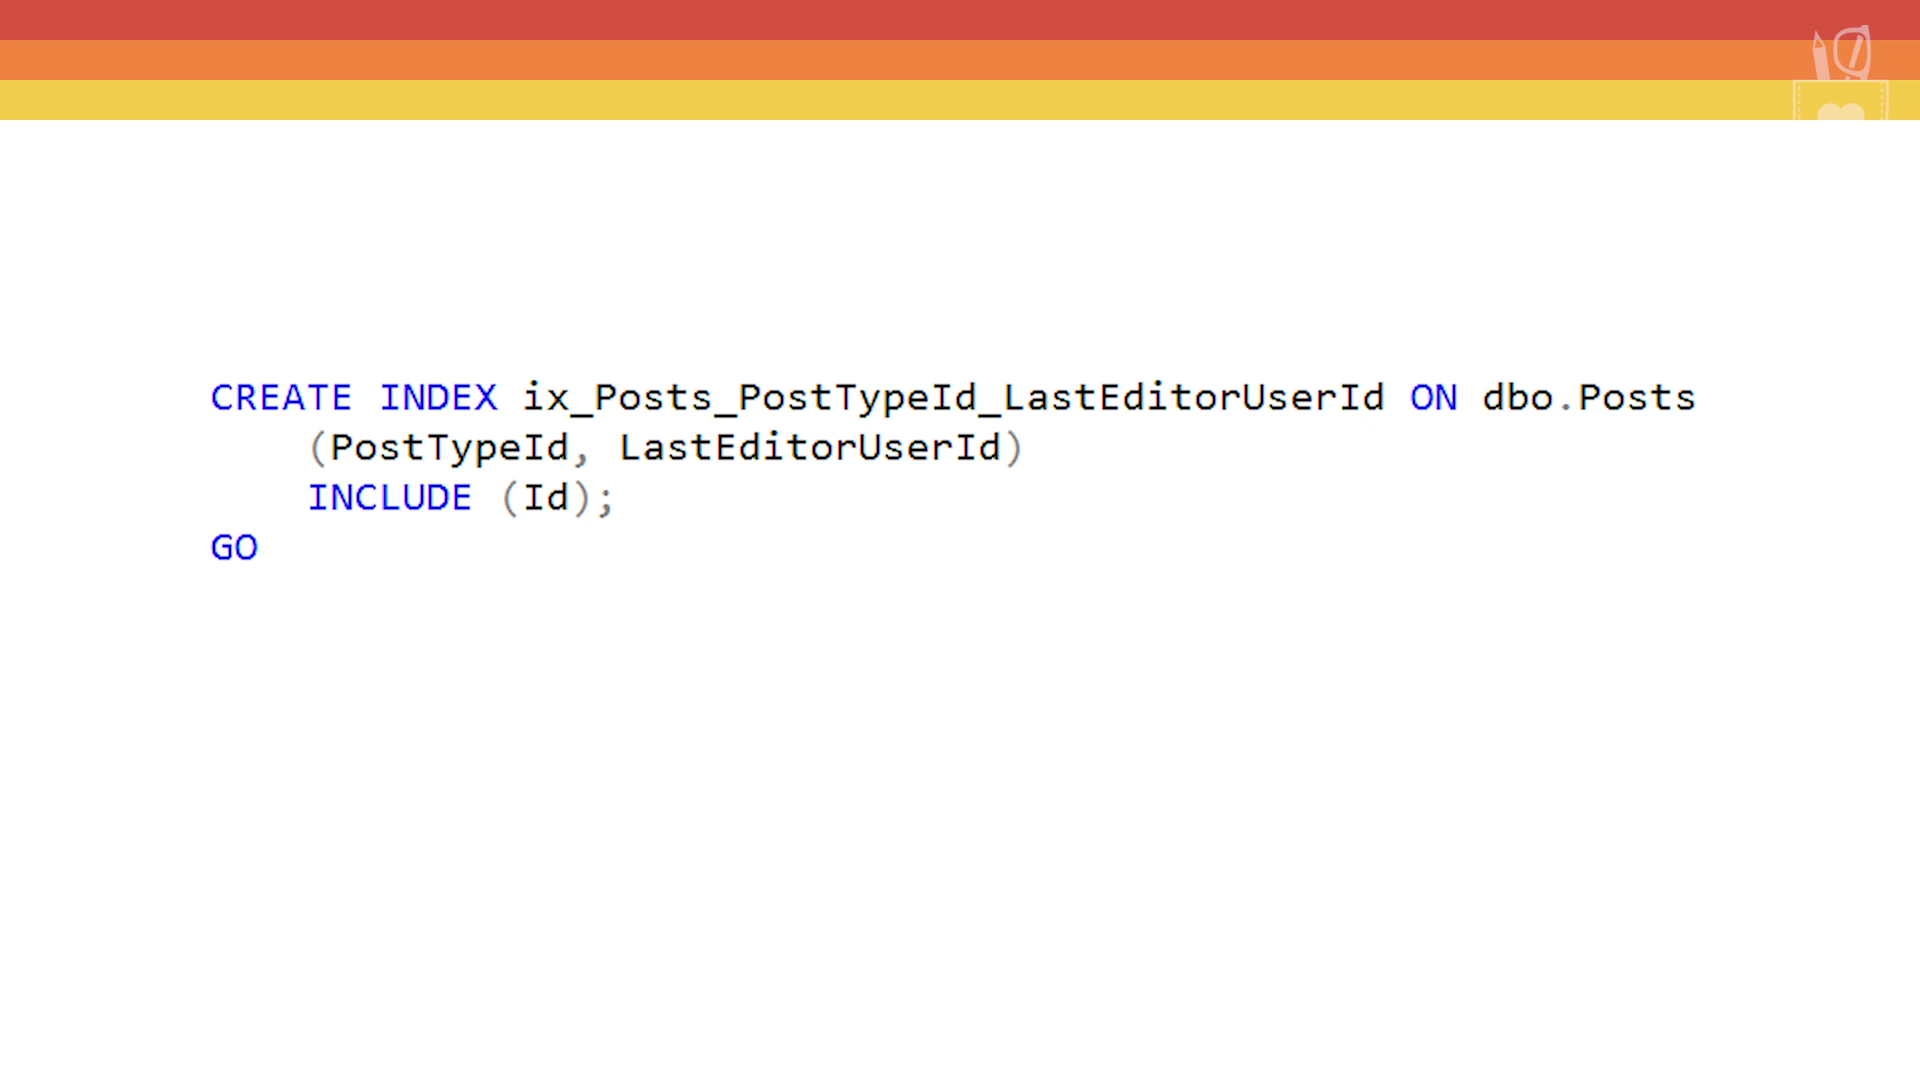 CREATE INDEX ix_Posts_PostTypeId_LastEditorUserId ON dbo.Posts
(PostTypeId, LastEditorUserId)
INCLUDE (Id);
GO